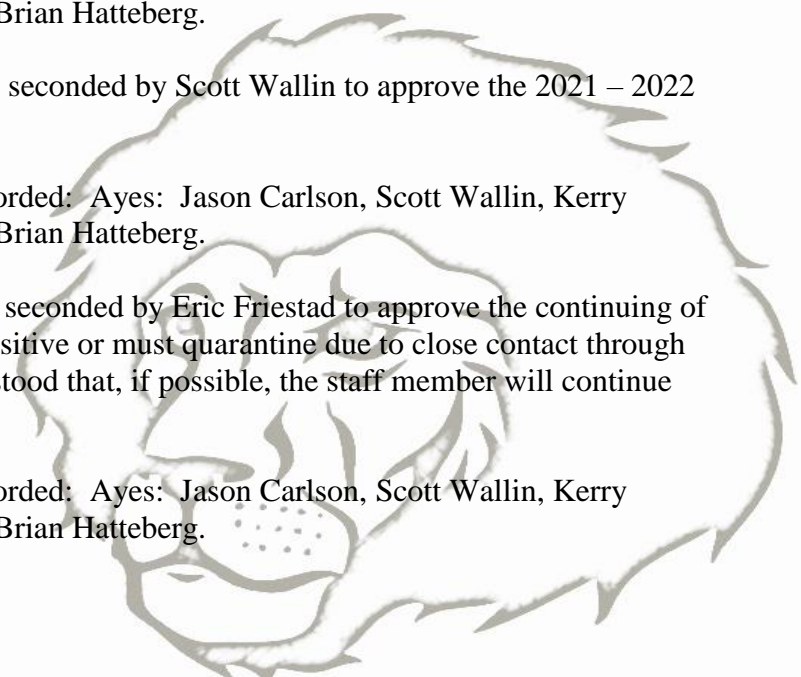 Brian Hatteberg.
seconded by Scott Wallin to approve the 2021 – 2022
orded: Ayes: Jason Carlson, Scott Wallin, Kerry
Brian Hatteberg.
seconded by Eric Friestad to approve the continuing of
sitive or must quarantine due to close contact through
stood that, if possible, the staff member will continue
orded: Ayes: Jason Carlson, Scott Wallin, Kerry
Brian Hatteberg.